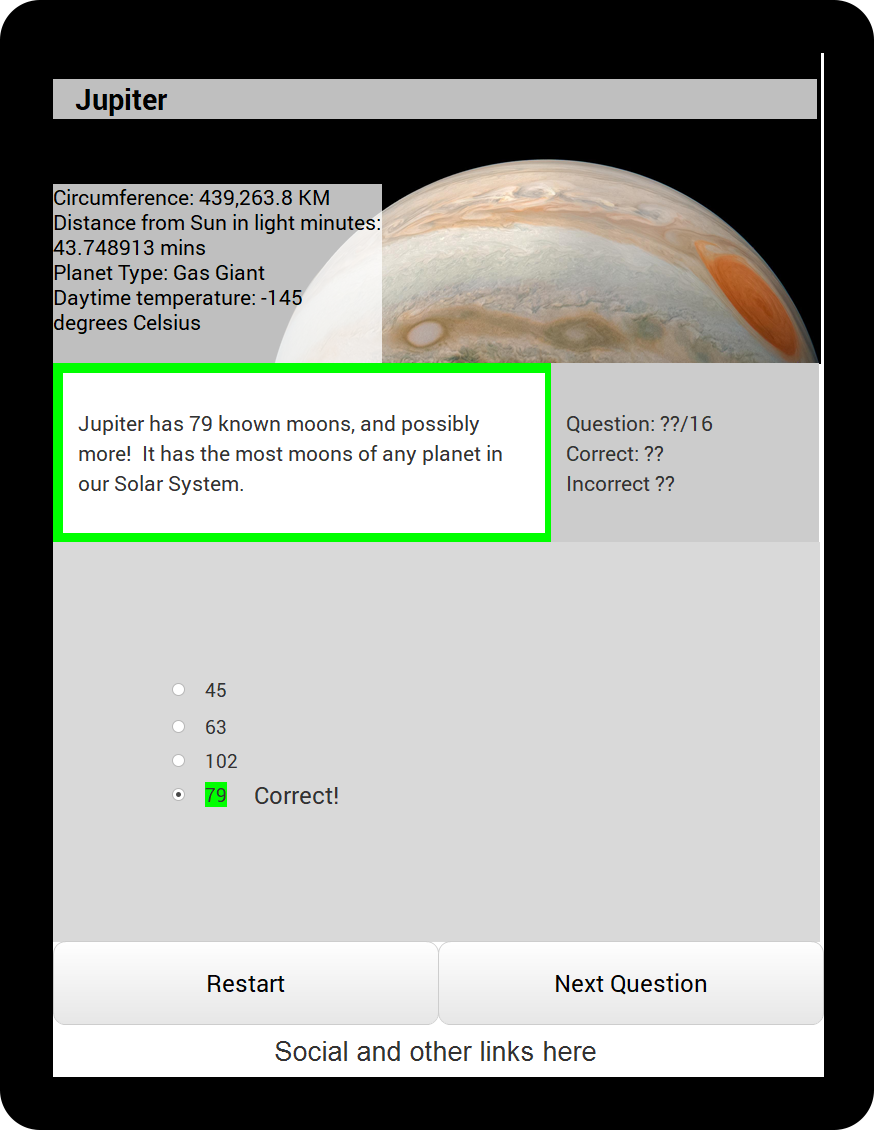 Jupiter
Circumference: 439,263.8 KM
Distance from Sun in light minutes:
43.748913 mins
Planet Type: Gas Giant
Daytime temperature: -145
degrees Celsius
Jupiter has 79 known moons, and possibly
more!  It has the most moons of any planet in
our Solar System.
Question: ??/16
Correct: ??
Incorrect ??
45
63
102
79 Correct!
Restart
Next Question
Social and other links here